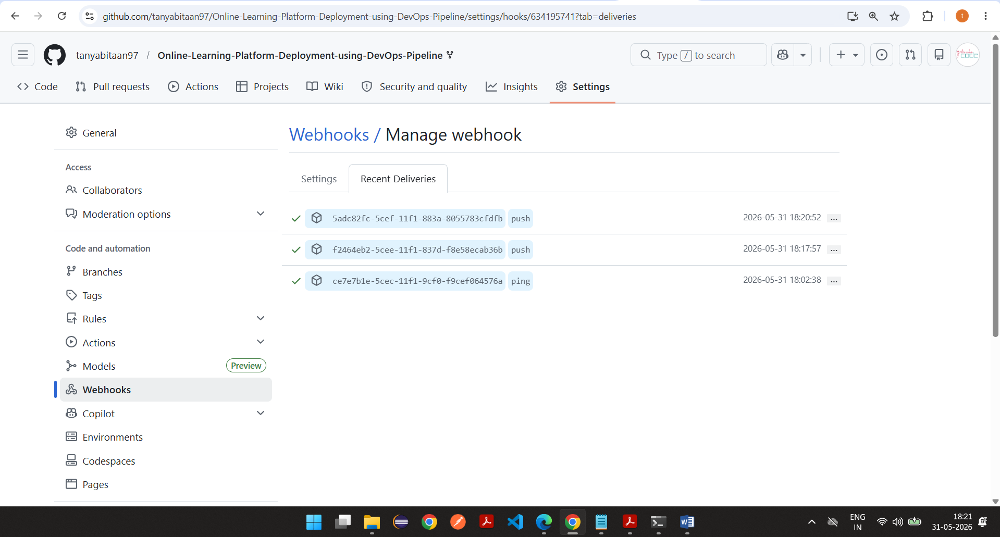 github.com/tanyabitaan97/Online-Learning-Platform-Deployment-using-DevOps-Pipeline/settings/hooks/634195741?tab=deliveries
t
tanyabitaan97 / Online-Learning-Platform-Deployment-using-DevOps-Pipeline
Type / to search
Code
Pull requests
Actions
Projects
Wiki
Security and quality
Insights
Settings
General
Access
Collaborators
Moderation options
Code and automation
Branches
Tags
Rules
Actions
Models Preview
Webhooks
Copilot
Environments
Codespaces
Pages
Webhooks / Manage webhook
Settings
Recent Deliveries
5adc82fc-5cef-11f1-883a-8055783cfdfb push 2026-05-31 18:20:52 ...
f2464eb2-5cee-11f1-837d-f8e58ecab36b push 2026-05-31 18:17:57 ...
ce7e7b1e-5cec-11f1-9cf0-f9cef064576a ping 2026-05-31 18:02:38 ...
ENG
IN
18:21
31-05-2026